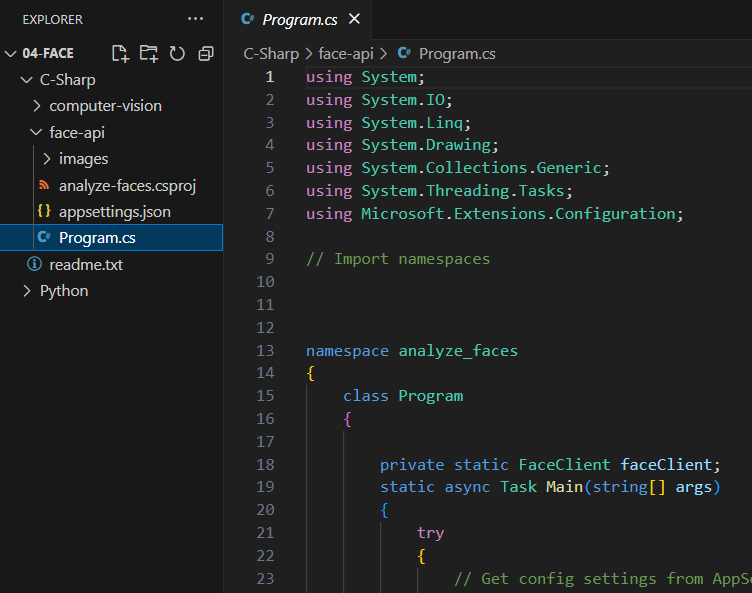 EXPLORER
04-FACE
C-Sharp
computer-vision
face-api
images
analyze-faces.csproj
{} appsettings.json
C# Program.cs
readme.txt
Python
C# Program.cs
C-Sharp > face-api > C# Program.cs
1 using System;
2 using System.IO;
3 using System.Linq;
4 using System.Drawing;
5 using System.Collections.Generic;
6 using System.Threading.Tasks;
7 using Microsoft.Extensions.Configuration;
8
9 // Import namespaces
10
11
12
13 namespace analyze_faces
14 {
15 class Program
16 {
17
18 private static FaceClient faceClient;
19 static async Task Main(string[] args)
20 {
21 try
22 {
23 // Get config settings from AppS